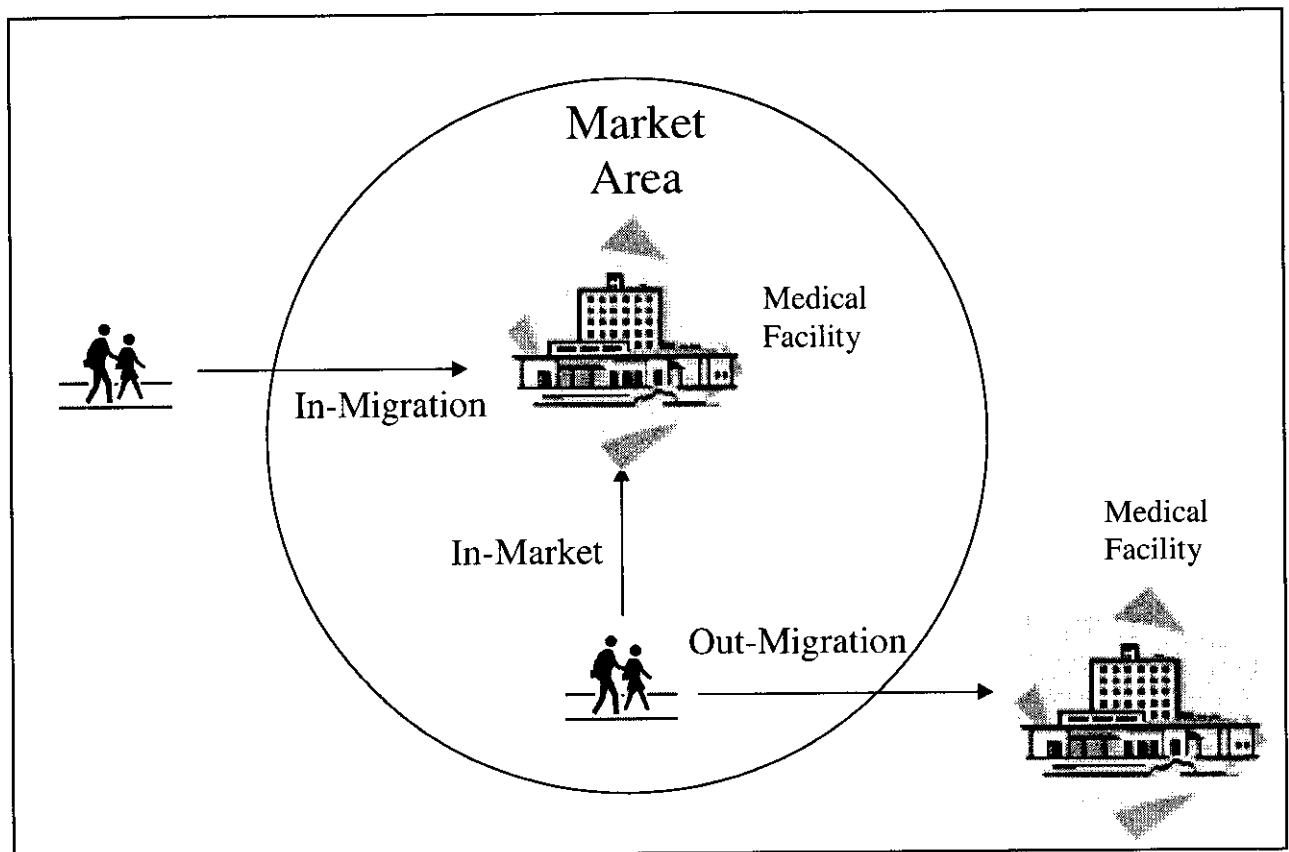 Market
Area
Medical
Facility
In-Migration
In-Market
Medical
Facility
Out-Migration